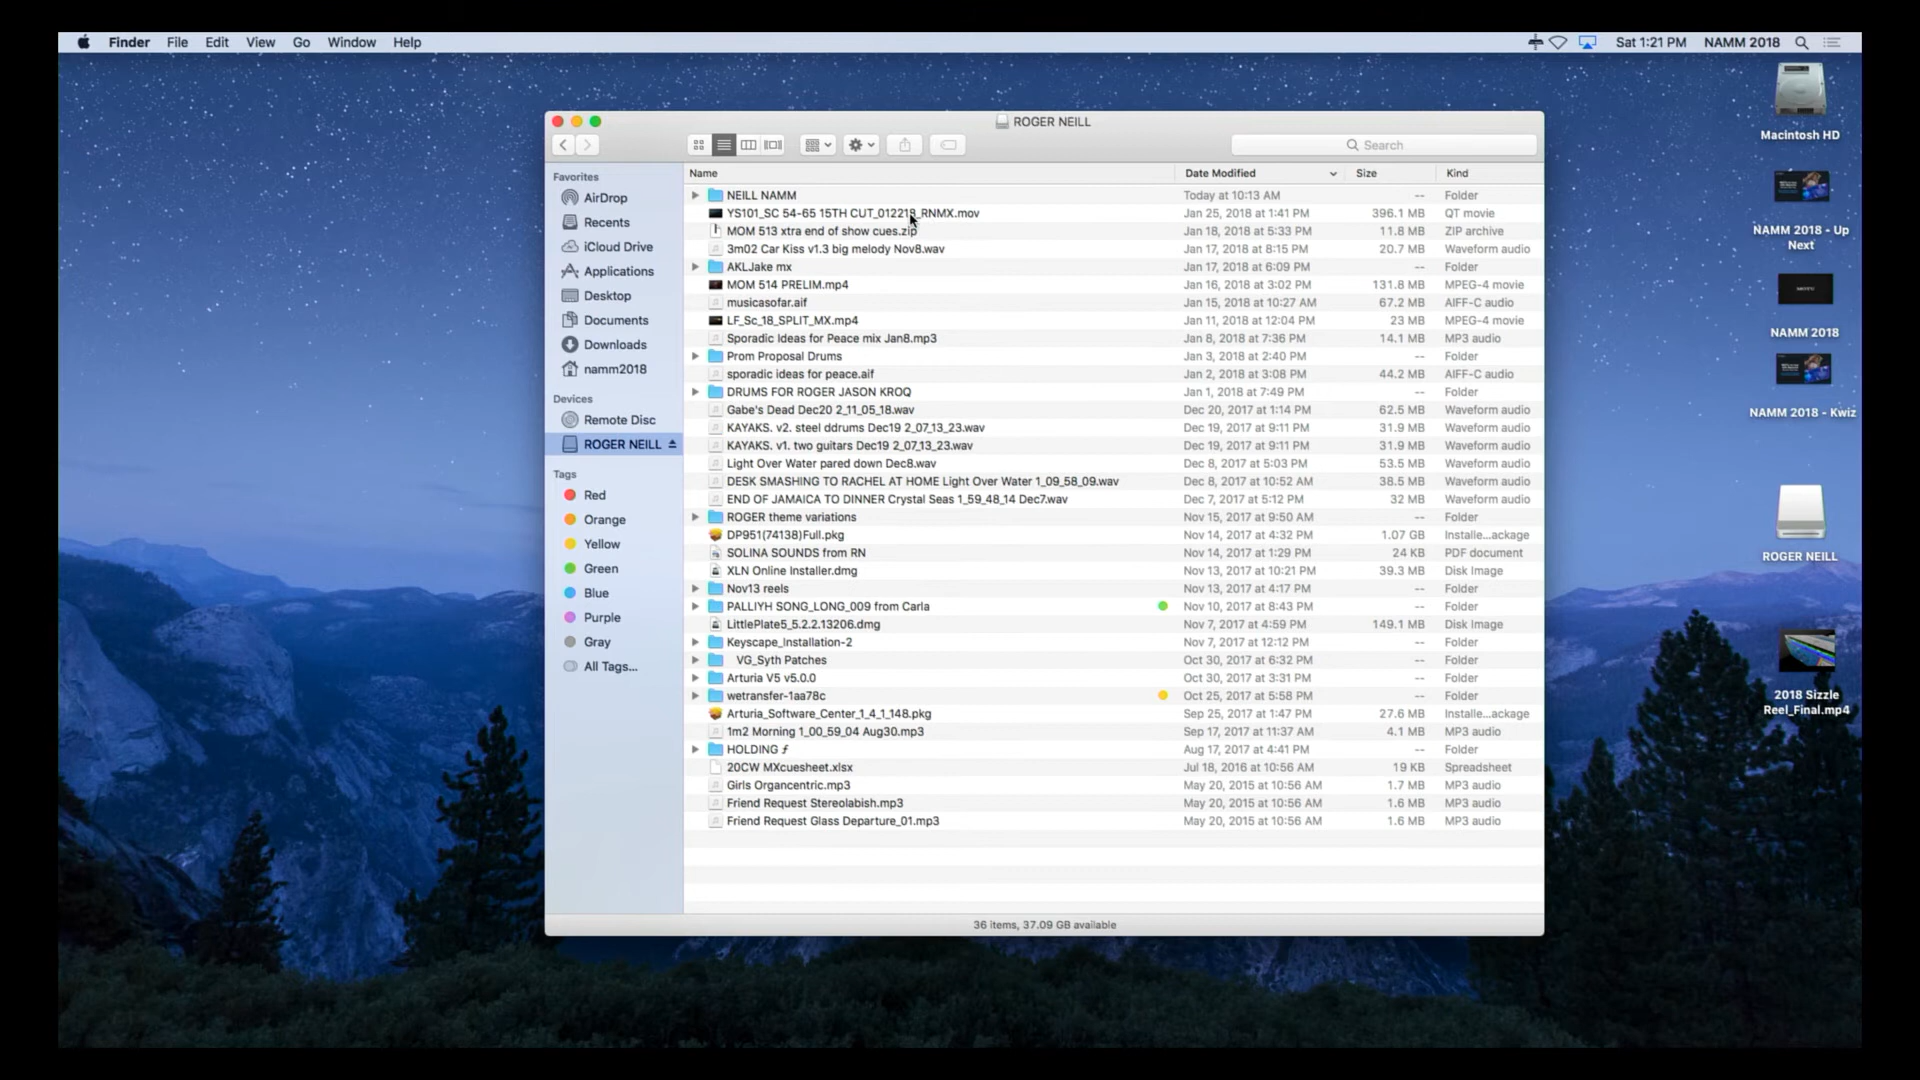 Finder File Edit View Go Window Help Sat 1:21 PM NAMM 2018
ROGER NEILL
Search
Favorites
AirDrop
Recents
iCloud Drive
Applications
Desktop
Documents
Downloads
namm2018
Devices
Remote Disc
ROGER NEILL
Tags
Red
Orange
Yellow
Green
Blue
Purple
Gray
All Tags...
Name Date Modified Size Kind
NEILL NAMM Today at 10:13 AM -- Folder
YS101_SC 54-65 15TH CUT_012218_RNMX.mov Jan 25, 2018 at 1:41 PM 396.1 MB QT movie
MOM 513 xtra end of show cues.zip Jan 18, 2018 at 5:33 PM 11.8 MB ZIP archive
3m02 Car Kiss v1.3 big melody Nov8.wav Jan 17, 2018 at 8:15 PM 20.7 MB Waveform audio
AKLJake mx Jan 17, 2018 at 6:09 PM -- Folder
MOM 514 PRELIM.mp4 Jan 16, 2018 at 3:02 PM 131.8 MB MPEG-4 movie
musicasofar.aif Jan 15, 2018 at 10:27 AM 67.2 MB AIFF-C audio
LF_Sc_18_SPLIT_MX.mp4 Jan 11, 2018 at 12:04 PM 23 MB MPEG-4 movie
Sporadic Ideas for Peace mix Jan8.mp3 Jan 8, 2018 at 7:36 PM 14.1 MB MP3 audio
Prom Proposal Drums Jan 3, 2018 at 2:40 PM -- Folder
sporadic ideas for peace.aif Jan 2, 2018 at 3:08 PM 44.2 MB AIFF-C audio
DRUMS FOR ROGER JASON KROQ Jan 1, 2018 at 7:49 PM -- Folder
Gabe's Dead Dec20 2_11_05_18.wav Dec 20, 2017 at 1:14 PM 62.5 MB Waveform audio
KAYAKS. v2. steel ddrums Dec19 2_07_13_23.wav Dec 19, 2017 at 9:11 PM 31.9 MB Waveform audio
KAYAKS. v1. two guitars Dec19 2_07_13_23.wav Dec 19, 2017 at 9:11 PM 31.9 MB Waveform audio
Light Over Water pared down Dec8.wav Dec 8, 2017 at 5:03 PM 53.5 MB Waveform audio
DESK SMASHING TO RACHEL AT HOME Light Over Water 1_09_58_09.wav Dec 8, 2017 at 10:52 AM 38.5 MB Waveform audio
END OF JAMAICA TO DINNER Crystal Seas 1_59_48_14 Dec7.wav Dec 7, 2017 at 5:12 PM 32 MB Waveform audio
ROGER theme variations Nov 15, 2017 at 9:50 AM -- Folder
DP951(74138)Full.pkg Nov 14, 2017 at 4:32 PM 1.07 GB Installe...ackage
SOLINA SOUNDS from RN Nov 14, 2017 at 1:29 PM 24 KB PDF document
XLN Online Installer.dmg Nov 13, 2017 at 10:21 PM 39.3 MB Disk Image
Nov13 reels Nov 13, 2017 at 4:17 PM -- Folder
PALLIYH SONG_LONG_009 from Carla Nov 10, 2017 at 8:43 PM -- Folder
LittlePlate5_5.2.2.13206.dmg Nov 7, 2017 at 4:59 PM 149.1 MB Disk Image
Keyscape_Installation-2 Nov 7, 2017 at 12:12 PM -- Folder
VG_Syth Patches Oct 30, 2017 at 6:32 PM -- Folder
Arturia V5 v5.0.0 Oct 30, 2017 at 3:31 PM -- Folder
wetransfer-1aa78c Oct 25, 2017 at 5:58 PM -- Folder
Arturia_Software_Center_1_4_1_148.pkg Sep 25, 2017 at 1:47 PM 27.6 MB Installe...ackage
1m2 Morning 1_00_59_04 Aug30.mp3 Sep 17, 2017 at 11:37 AM 4.1 MB MP3 audio
HOLDING ƒ Aug 17, 2017 at 4:41 PM -- Folder
20CW MXcuesheet.xlsx Jul 18, 2016 at 10:56 AM 19 KB Spreadsheet
Girls Organcentric.mp3 May 20, 2015 at 10:56 AM 1.7 MB MP3 audio
Friend Request Stereolabish.mp3 May 20, 2015 at 10:56 AM 1.6 MB MP3 audio
Friend Request Glass Departure_01.mp3 May 20, 2015 at 10:56 AM 1.6 MB MP3 audio
36 items, 37.09 GB available
Macintosh HD
NAMM 2018 - Up
Next
MOTU
NAMM 2018
NAMM 2018 - Kwiz
ROGER NEILL
2018 Sizzle
Reel_Final.mp4